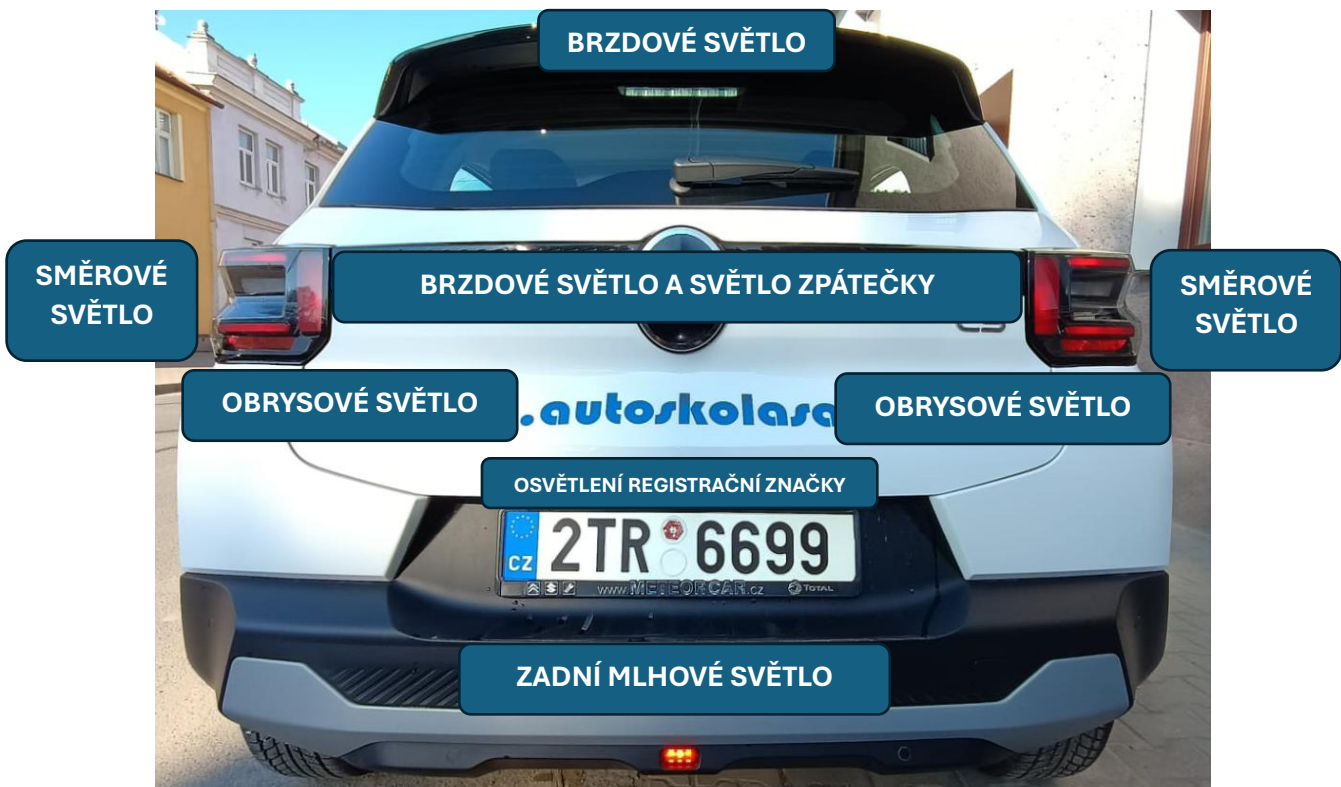 BRZDOVÉ SVĚTLO
SMĚROVÉ
SVĚTLO
BRZDOVÉ SVĚTLO A SVĚTLO ZPÁTEČKY
SMĚROVÉ
SVĚTLO
OBRYSOVÉ SVĚTLO
.autoskolasa
OBRYSOVÉ SVĚTLO
OSVĚTLENÍ REGISTRAČNÍ ZNAČKY
CZ 2TR 6699
www.METEORCAR.cz TOTAL
ZADNÍ MLHOVÉ SVĚTLO